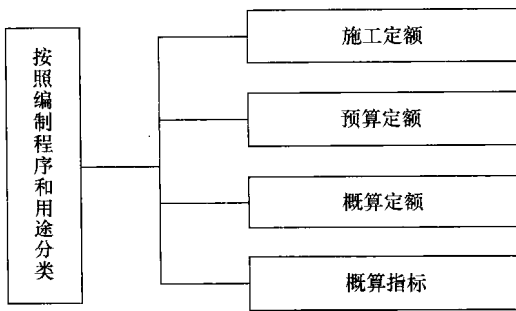 按照编制程序和用途分类
施工定额
预算定额
概算定额
概算指标